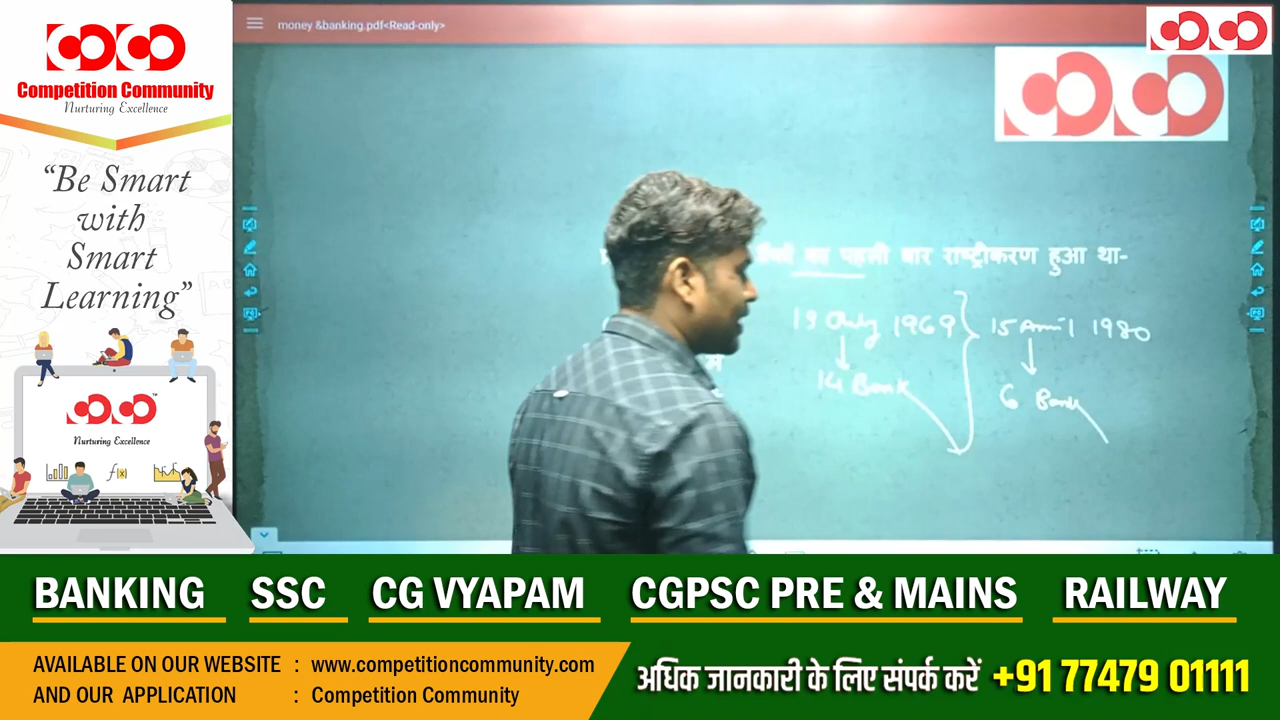 money &banking.pdf<Read-only>
Competition Community
Nurturing Excellence
“Be Smart
with
Smart
Learning”
Nurturing Excellence
f(x)
का पहली बार राष्ट्रीकरण हुआ था-
19 July 1969
15 April 1980
14 Bank
6 Bank
BANKING SSC CG VYAPAM CGPSC PRE & MAINS RAILWAY
AVAILABLE ON OUR WEBSITE : www.competitioncommunity.com
AND OUR APPLICATION : Competition Community
अधिक जानकारी के लिए संपर्क करें +91 77479 01111